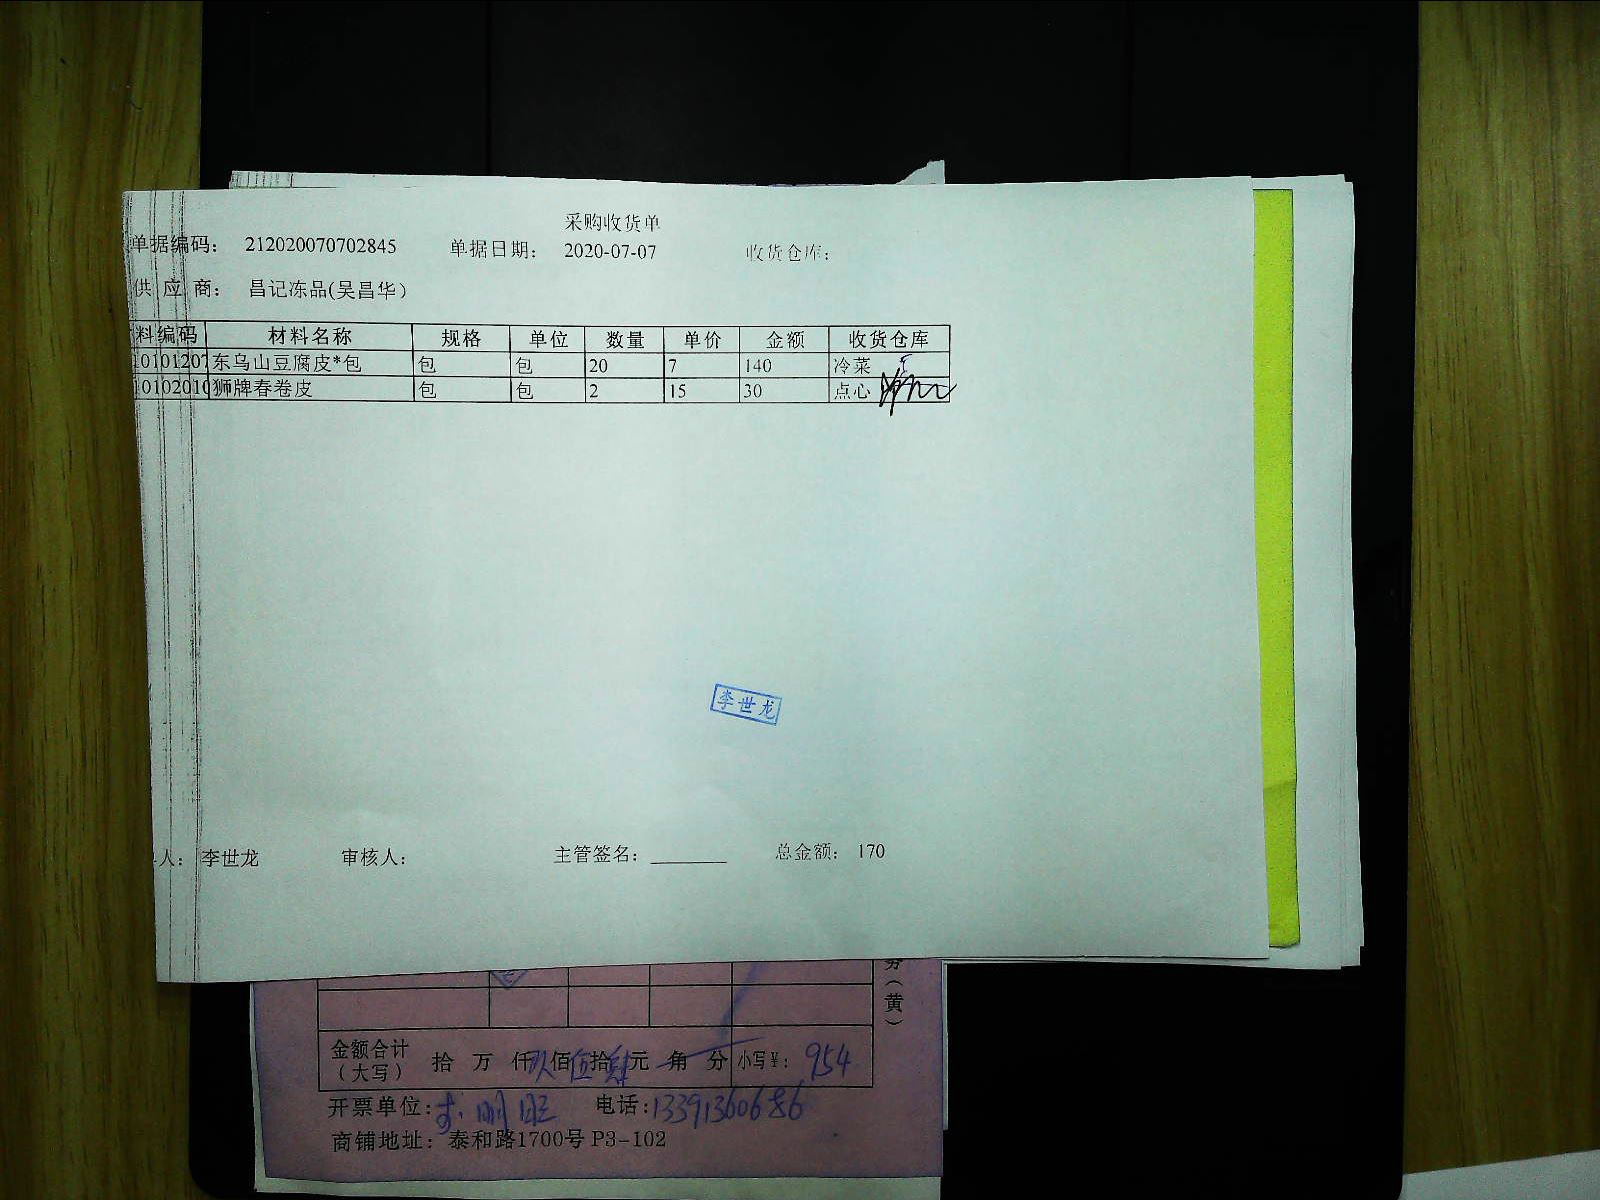 采购收货单
单据编码： 212020070702845 单据日期： 2020-07-07 收货仓库：
供 应 商： 昌记冻品(吴昌华)
料编码 材料名称 规格 单位 数量 单价 金额 收货仓库
10101207 东乌山豆腐皮*包 包 包 20 7 140 冷菜
10102010 狮牌春卷皮 包 包 2 15 30 点心
李世龙
人： 李世龙 审核人： 主管签名：________ 总金额： 170
（黄）
金额合计（大写） 拾 万 仟 玖 佰 伍 拾 肆 元 角 分 小写￥: 954
开票单位: 电话:13391360686
商铺地址： 泰和路1700号 P3-102